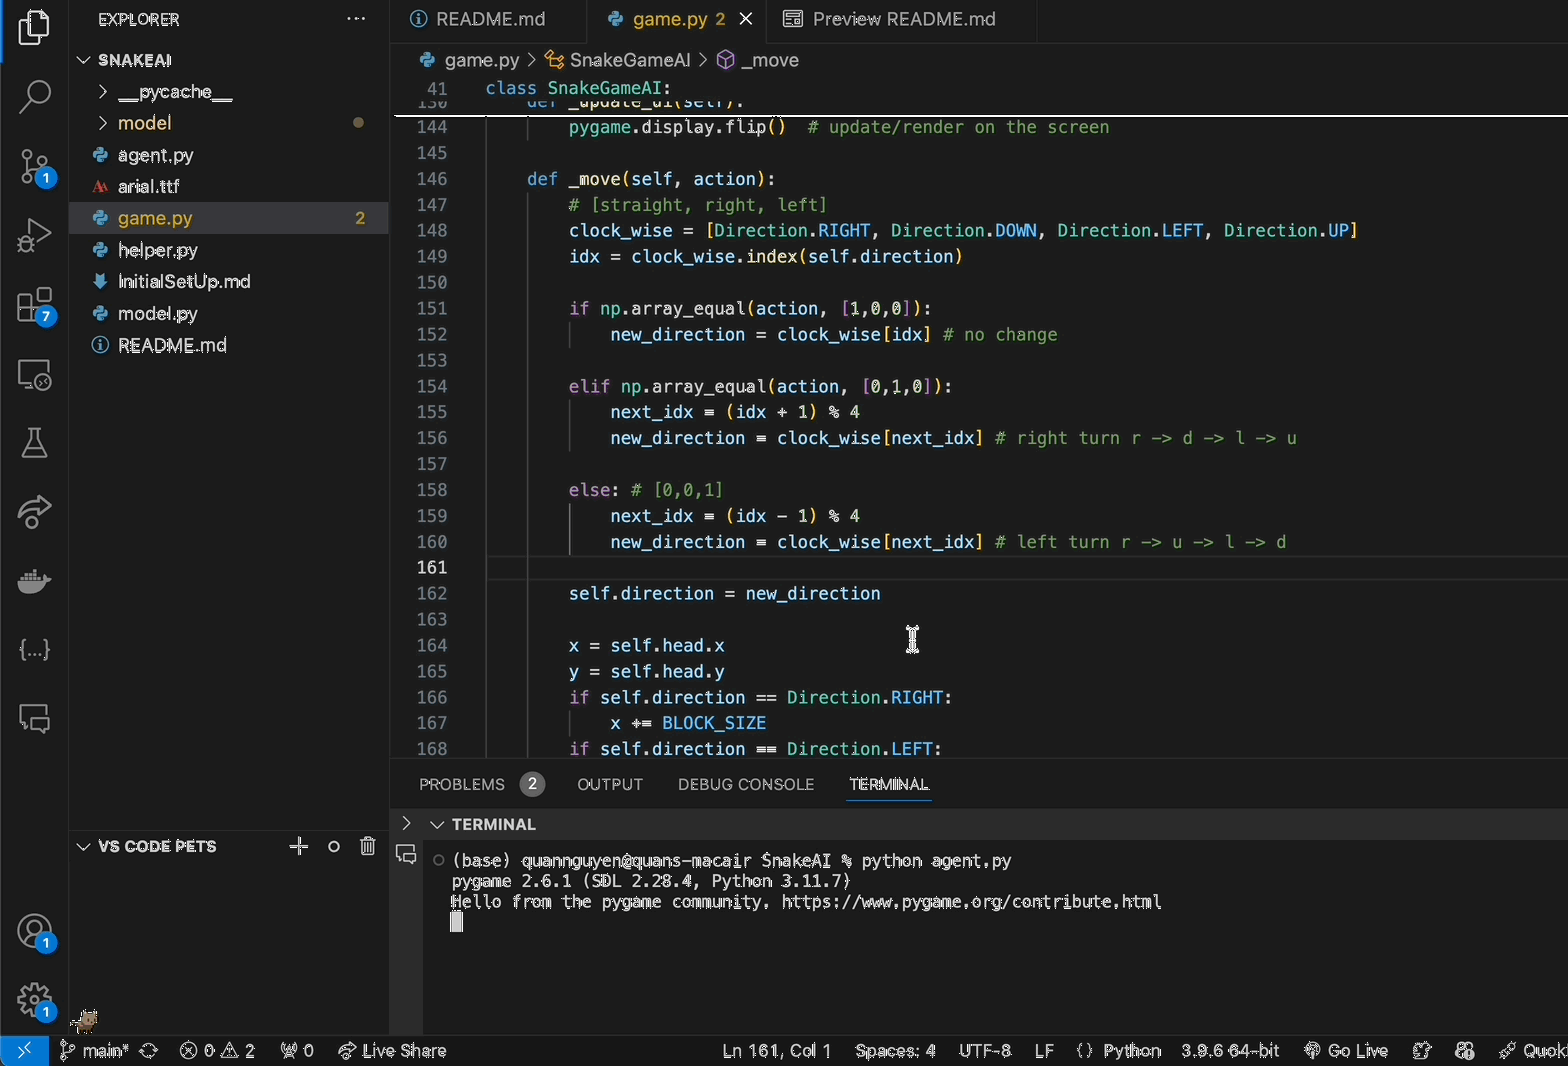 EXPLORER
SNAKEAI
__pycache__
model
agent.py
arial.ttf
game.py 2
helper.py
InitialSetUp.md
model.py
README.md
VS CODE PETS
1
7
1
1
README.md
game.py 2
Preview README.md
game.py > SnakeGameAI > _move
41 class SnakeGameAI:
130 def _update_ui(self):
144 pygame.display.flip() # update/render on the screen
145
146 def _move(self, action):
147 # [straight, right, left]
148 clock_wise = [Direction.RIGHT, Direction.DOWN, Direction.LEFT, Direction.UP]
149 idx = clock_wise.index(self.direction)
150
151 if np.array_equal(action, [1,0,0]):
152 new_direction = clock_wise[idx] # no change
153
154 elif np.array_equal(action, [0,1,0]):
155 next_idx = (idx + 1) % 4
156 new_direction = clock_wise[next_idx] # right turn r -> d -> l -> u
157
158 else: # [0,0,1]
159 next_idx = (idx - 1) % 4
160 new_direction = clock_wise[next_idx] # left turn r -> u -> l -> d
161
162 self.direction = new_direction
163
164 x = self.head.x
165 y = self.head.y
166 if self.direction == Direction.RIGHT:
167 x += BLOCK_SIZE
168 if self.direction == Direction.LEFT:
PROBLEMS 2 OUTPUT DEBUG CONSOLE TERMINAL
TERMINAL
(base) quannguyen@quans-macair SnakeAI % python agent.py
pygame 2.6.1 (SDL 2.28.4, Python 3.11.7)
Hello from the pygame community. https://www.pygame.org/contribute.html
main* 0 2 0 Live Share Ln 161, Col 1 Spaces: 4 UTF-8 LF {} Python 3.9.6 64-bit Go Live Quok